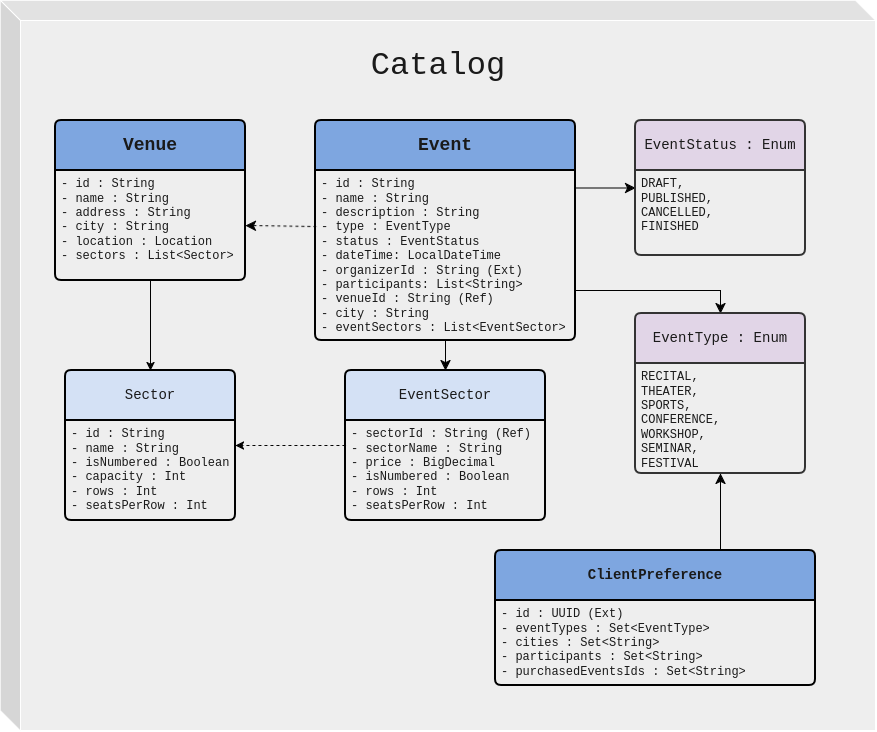 Catalog
Venue
- id : String
- name : String
- address : String
- city : String
- location : Location
- sectors : List<Sector>
Event
- id : String
- name : String
- description : String
- type : EventType
- status : EventStatus
- dateTime: LocalDateTime
- organizerId : String (Ext)
- participants: List<String>
- venueId : String (Ref)
- city : String
- eventSectors : List<EventSector>
EventStatus : Enum
DRAFT,
PUBLISHED,
CANCELLED,
FINISHED
EventType : Enum
RECITAL,
THEATER,
SPORTS,
CONFERENCE,
WORKSHOP,
SEMINAR,
FESTIVAL
Sector
- id : String
- name : String
- isNumbered : Boolean
- capacity : Int
- rows : Int
- seatsPerRow : Int
EventSector
- sectorId : String (Ref)
- sectorName : String
- price : BigDecimal
- isNumbered : Boolean
- rows : Int
- seatsPerRow : Int
ClientPreference
- id : UUID (Ext)
- eventTypes : Set<EventType>
- cities : Set<String>
- participants : Set<String>
- purchasedEventsIds : Set<String>